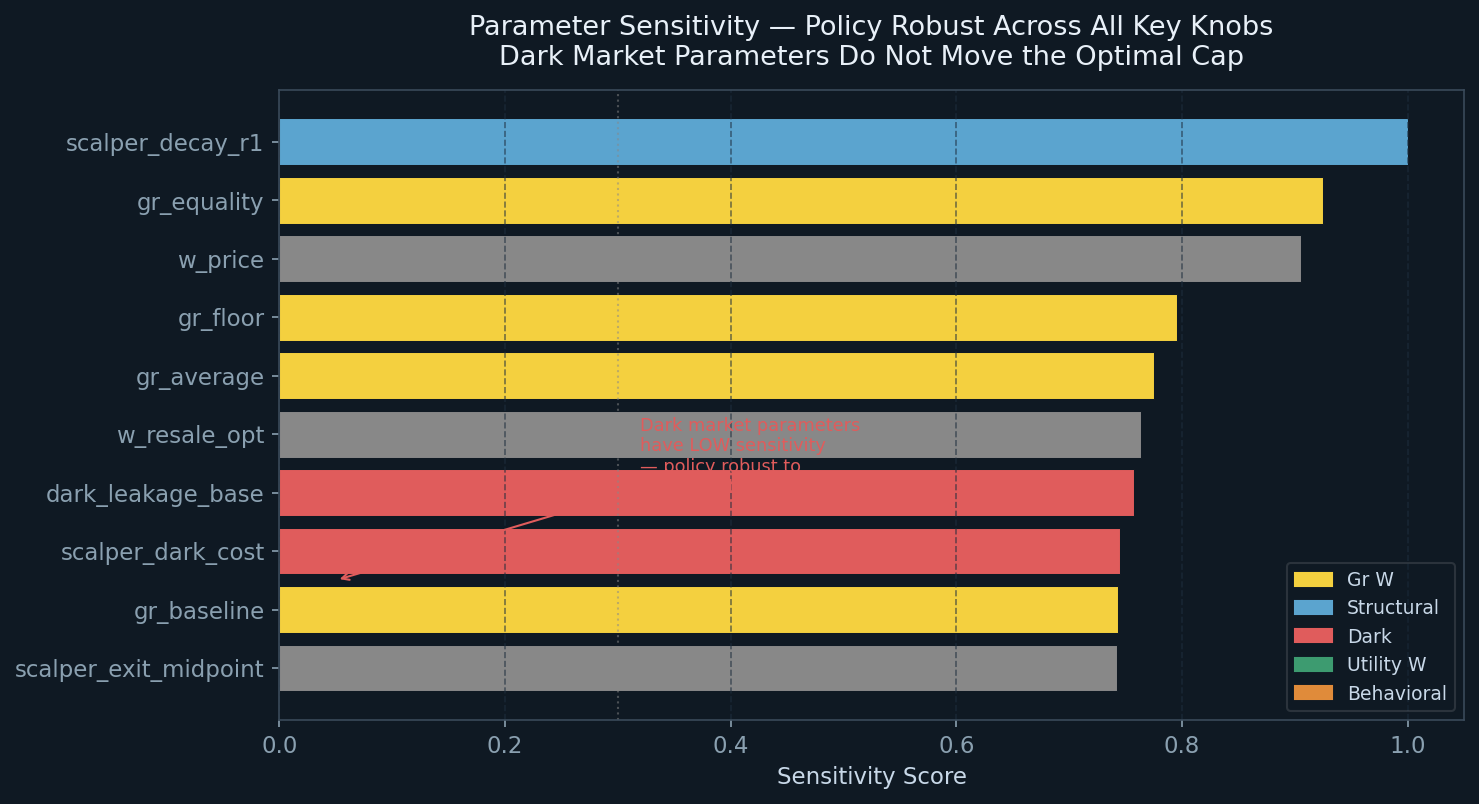 Parameter Sensitivity — Policy Robust Across All Key Knobs
Dark Market Parameters Do Not Move the Optimal Cap
scalper_decay_r1
gr_equality
w_price
gr_floor
gr_average
w_resale_opt
dark_leakage_base
scalper_dark_cost
gr_baseline
scalper_exit_midpoint
Dark market parameters
have LOW sensitivity
— policy robust to
Gr W
Structural
Dark
Utility W
Behavioral
0.0 0.2 0.4 0.6 0.8 1.0
Sensitivity Score